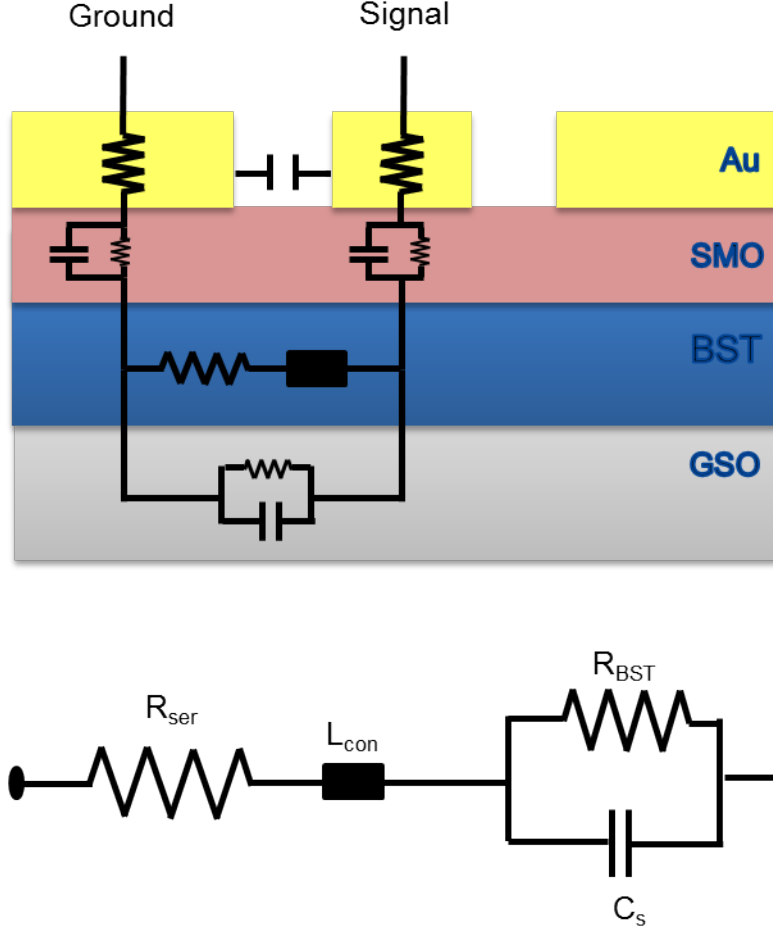 Ground
Signal
Au
SMO
BST
GSO
R_BST
R_ser
L_con
C_s